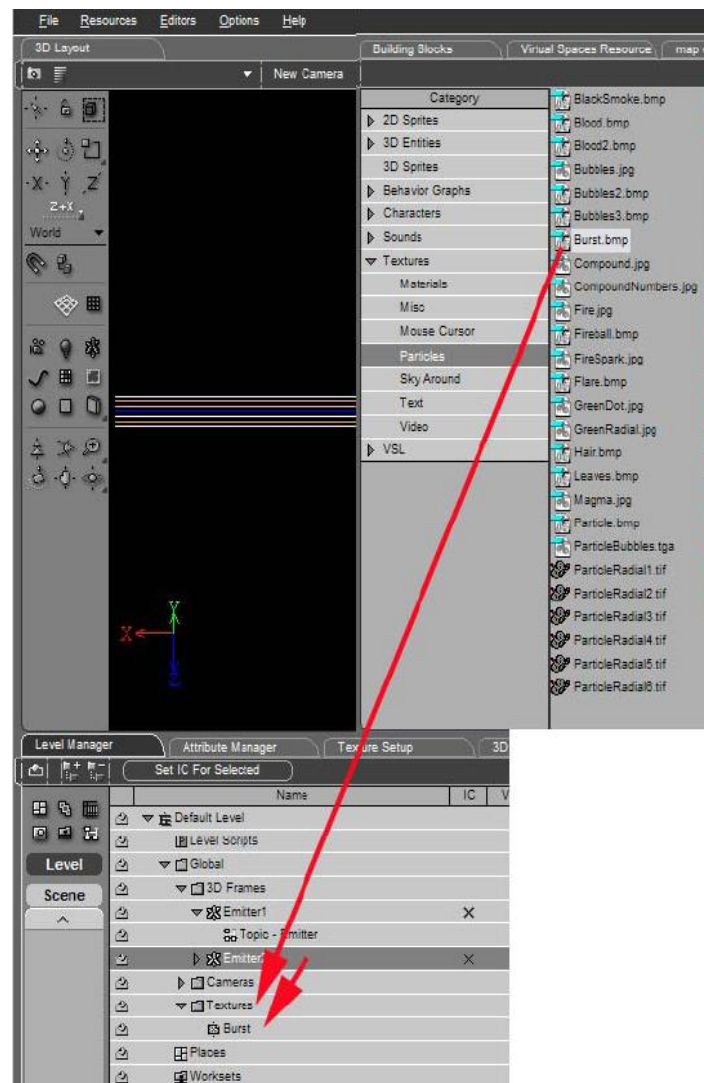 File Resources Editors Options Help
3D Layout
Building Blocks
Virtual Spaces Resource
map
New Camera
Category
2D Sprites
3D Entities
3D Sprites
Behavior Graphs
Characters
Sounds
Textures
Materials
Misc
Mouse Cursor
Particles
Sky Around
Text
Video
VSL
BlackSmoke.bmp
Blood.bmp
Blood2.bmp
Bubbles.jpg
Bubbles2.bmp
Bubbles3.bmp
Burst.bmp
Compound.jpg
CompoundNumbers.jpg
Fire.jpg
Fireball.bmp
FireSpark.jpg
Flare.bmp
GreenDot.jpg
GreenRadial.jpg
Hair.bmp
Leaves.bmp
Magma.jpg
Particle.bmp
ParticleBubbles.tga
ParticleRadial1.tif
ParticleRadial2.tif
ParticleRadial3.tif
ParticleRadial4.tif
ParticleRadial5.tif
ParticleRadial6.tif
-X- Y Z
Z+X
World
X
Y
Z
Level Manager
Attribute Manager
Texture Setup
3D
Set IC For Selected
Name
IC
V
Level
Scene
Default Level
Level Scripts
Global
3D Frames
Emitter1 X
Topic - Emitter
X
Cameras
Textures
Burst
Places
Worksets